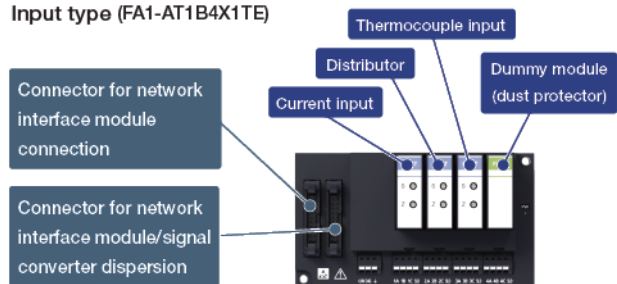 Input type (FA1-AT1B4X1TE)
Thermocouple input
Distributor
Dummy module
(dust protector)
Current input
Connector for network
interface module
connection
Connector for network
interface module/signal
converter dispersion